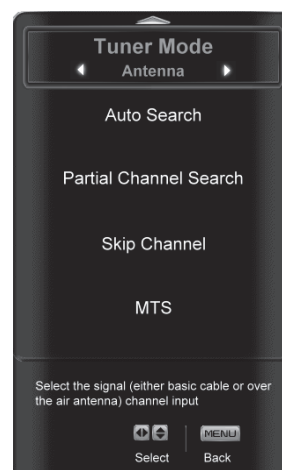 Tuner Mode
Antenna
Auto Search
Partial Channel Search
Skip Channel
MTS
Select the signal (either basic cable or over
the air antenna) channel input
MENU
Select Back